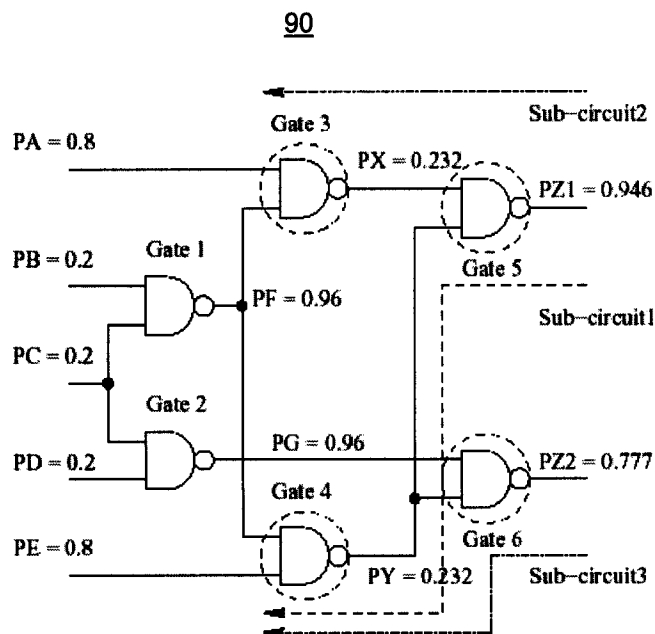 90
Sub-circuit2
Gate 3
PA = 0.8
PX = 0.232
PZ1 = 0.946
PB = 0.2
Gate 1
Gate 5
PF = 0.96
Sub-circuit1
PC = 0.2
Gate 2
PG = 0.96
PD = 0.2
PZ2 = 0.777
Gate 4
PE = 0.8
Gate 6
PY = 0.232
Sub-circuit3